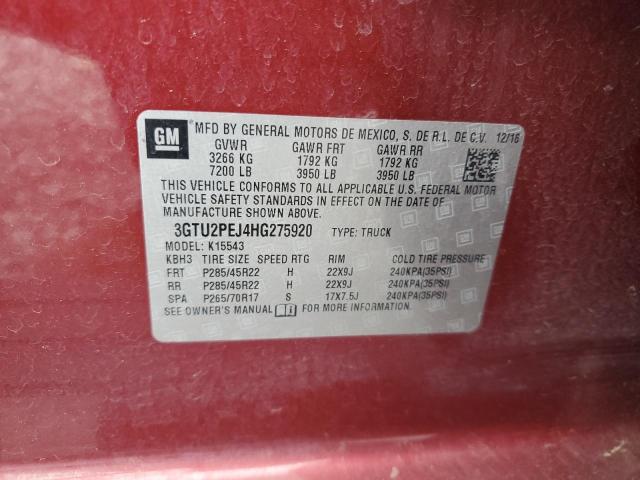 GM MFD BY GENERAL MOTORS DE MEXICO, S. DE R.L. DE C.V. 12/16
GVWR GAWR FRT GAWR RR
3266 KG 1792 KG 1792 KG
7200 LB 3950 LB 3950 LB
THIS VEHICLE CONFORMS TO ALL APPLICABLE U.S. FEDERAL MOTOR
VEHICLE SAFETY STANDARDS IN EFFECT ON THE DATE OF
MANUFACTURE SHOWN ABOVE.
3GTU2PEJ4HG275920 TYPE: TRUCK
MODEL: K15543
KBH3 TIRE SIZE SPEED RTG RIM COLD TIRE PRESSURE
FRT P285/45R22 H 22X9J 240KPA(35PSI)
RR P285/45R22 H 22X9J 240KPA(35PSI)
SPA P265/70R17 S 17X7.5J 240KPA(35PSI)
SEE OWNER'S MANUAL FOR MORE INFORMATION.